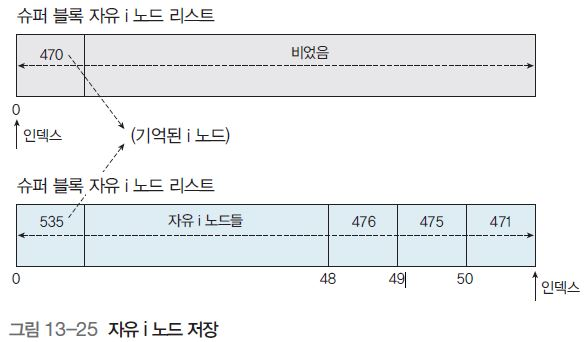 슈퍼 블록 자유 i 노드 리스트
470 비었음
0
인덱스
(기억된 i 노드)
슈퍼 블록 자유 i 노드 리스트
535 자유 i 노드들 476 475 471
0 48 49 50
인덱스
그림 13-25 자유 i 노드 저장